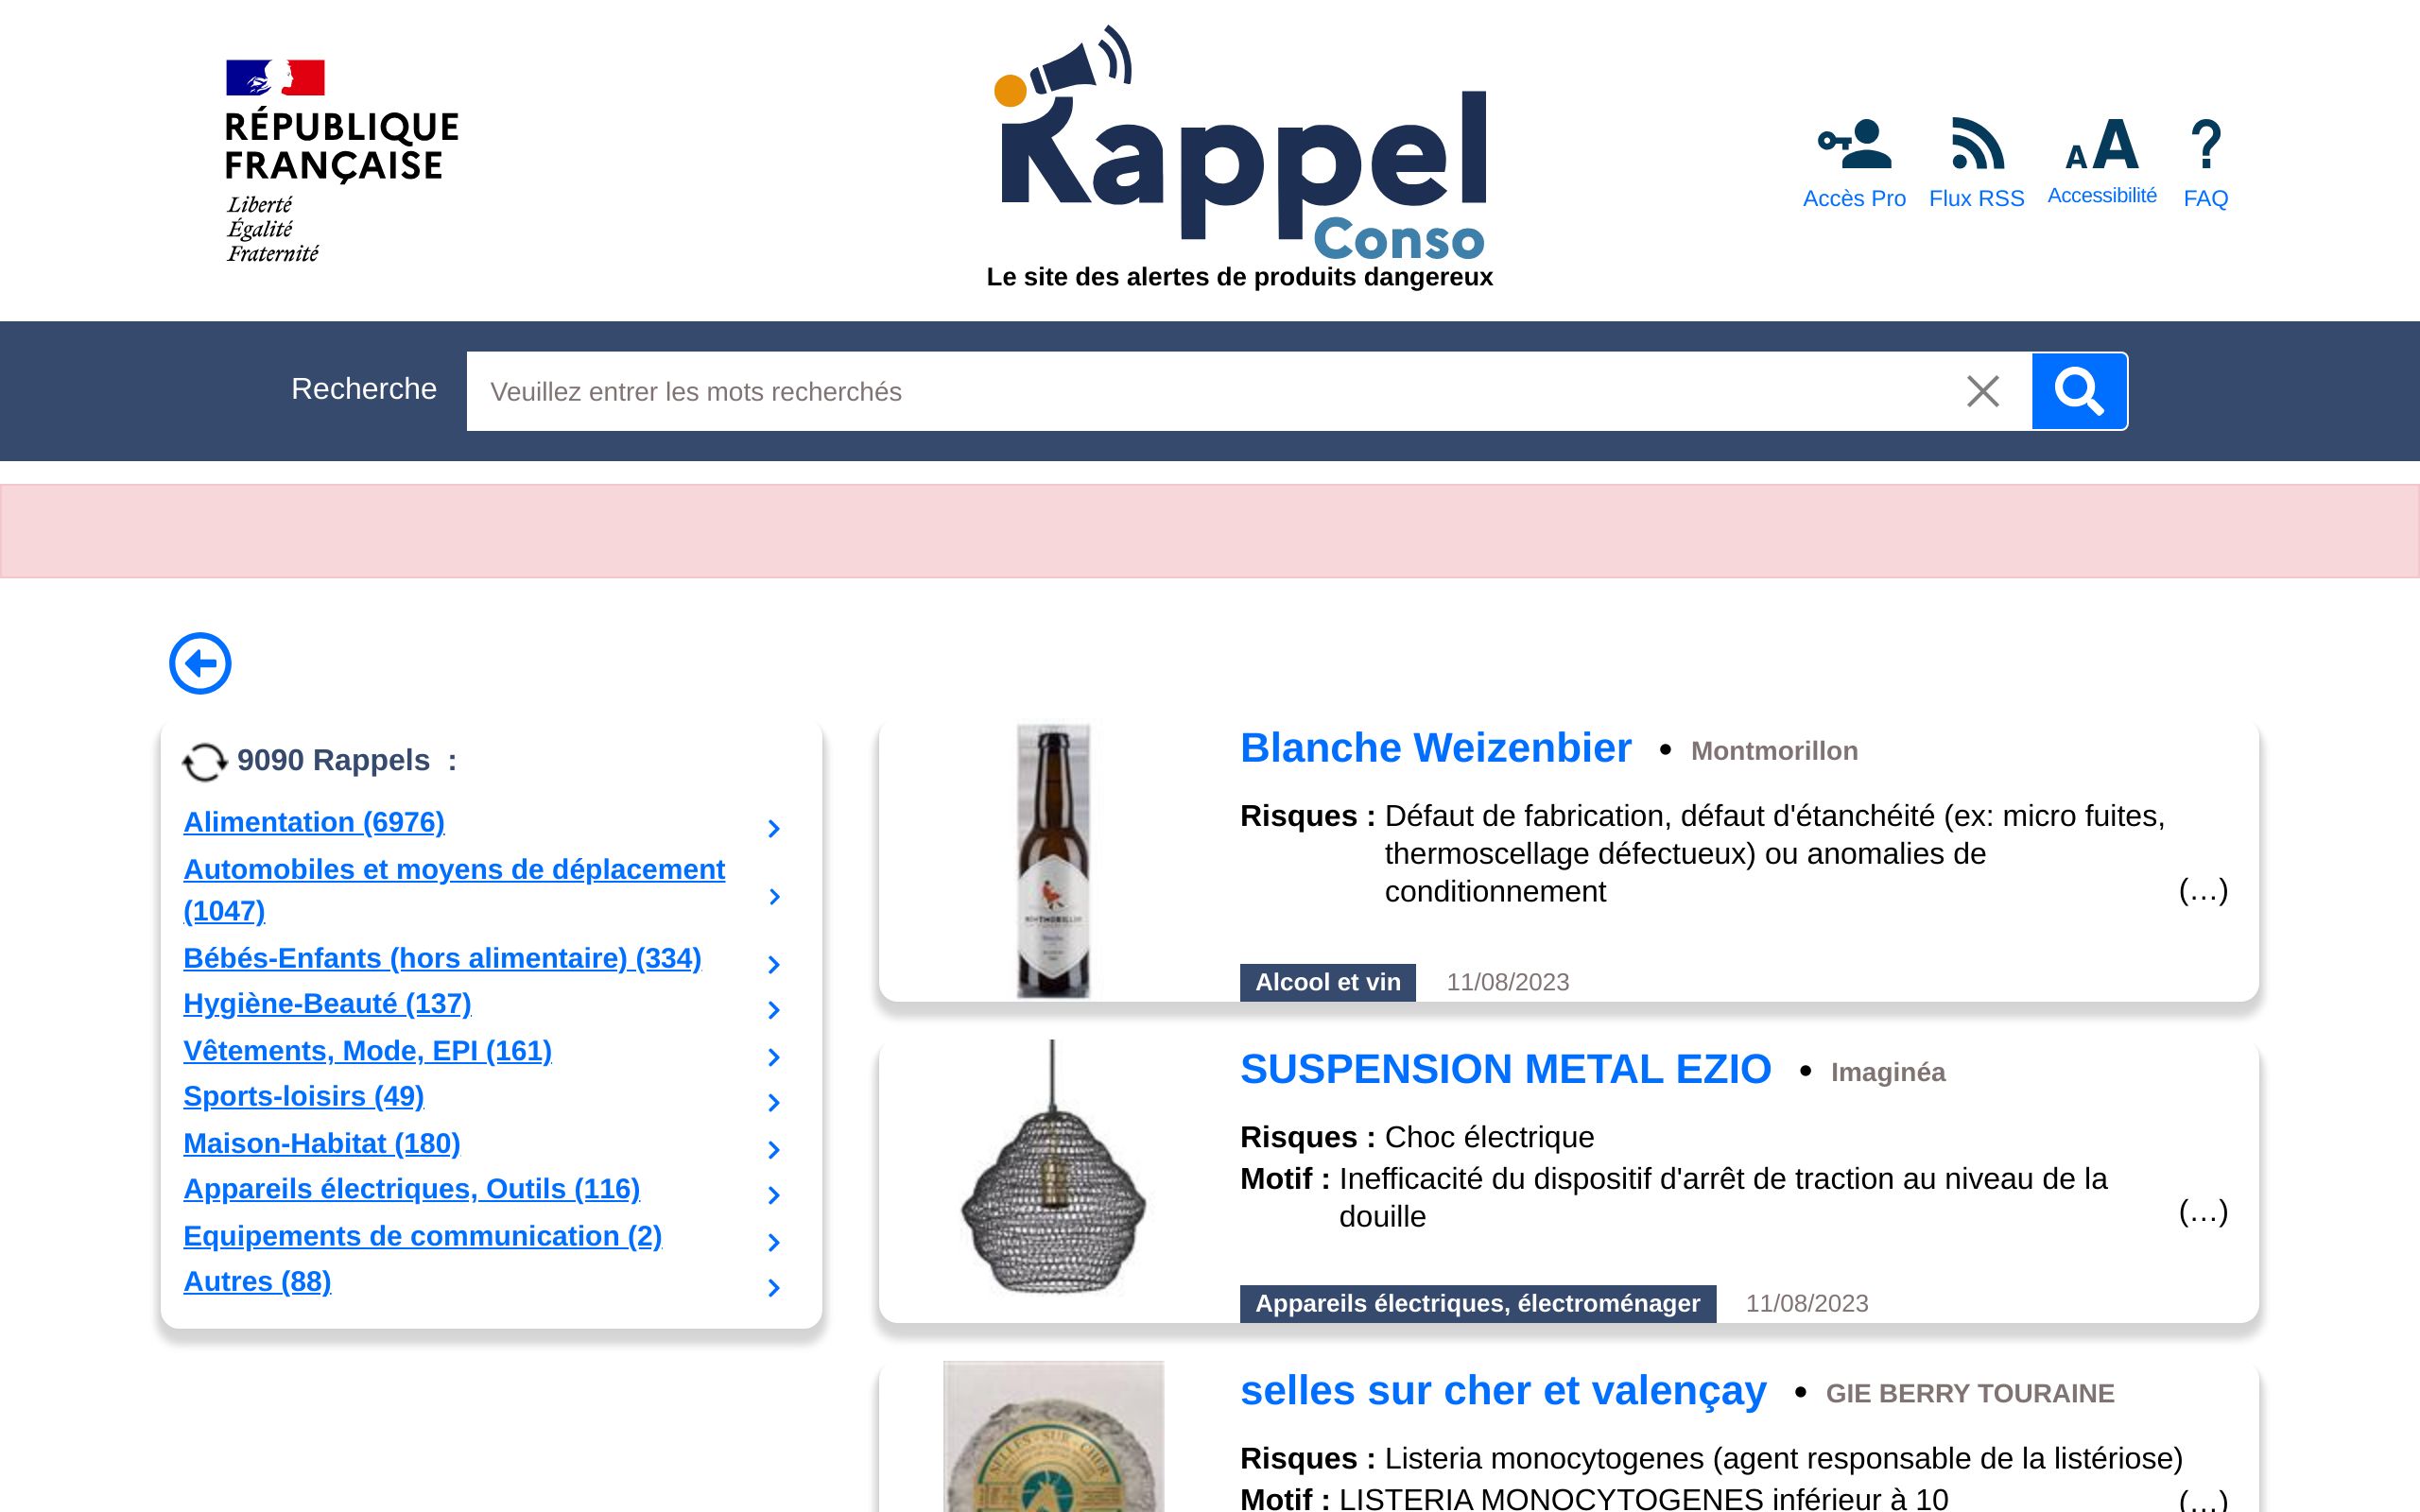 RÉPUBLIQUE
FRANÇAISE
Liberté
Égalité
Fraternité
Rappel
Conso
Le site des alertes de produits dangereux
Accès Pro
Flux RSS
AA
Accessibilité
?
FAQ
Recherche
Veuillez entrer les mots recherchés
9090 Rappels :
Alimentation (6976)
Automobiles et moyens de déplacement
(1047)
Bébés-Enfants (hors alimentaire) (334)
Hygiène-Beauté (137)
Vêtements, Mode, EPI (161)
Sports-loisirs (49)
Maison-Habitat (180)
Appareils électriques, Outils (116)
Equipements de communication (2)
Autres (88)
Blanche Weizenbier • Montmorillon
Risques : Défaut de fabrication, défaut d'étanchéité (ex: micro fuites,
thermoscellage défectueux) ou anomalies de
conditionnement (…)
Alcool et vin 11/08/2023
MONTMORILLON
SUSPENSION METAL EZIO • Imaginéa
Risques : Choc électrique
Motif : Inefficacité du dispositif d'arrêt de traction au niveau de la
douille (…)
Appareils électriques, électroménager 11/08/2023
selles sur cher et valençay • GIE BERRY TOURAINE
Risques : Listeria monocytogenes (agent responsable de la listériose)
Motif : LISTERIA MONOCYTOGENES inférieur à 10 (…)
SELLES-SUR-CHER